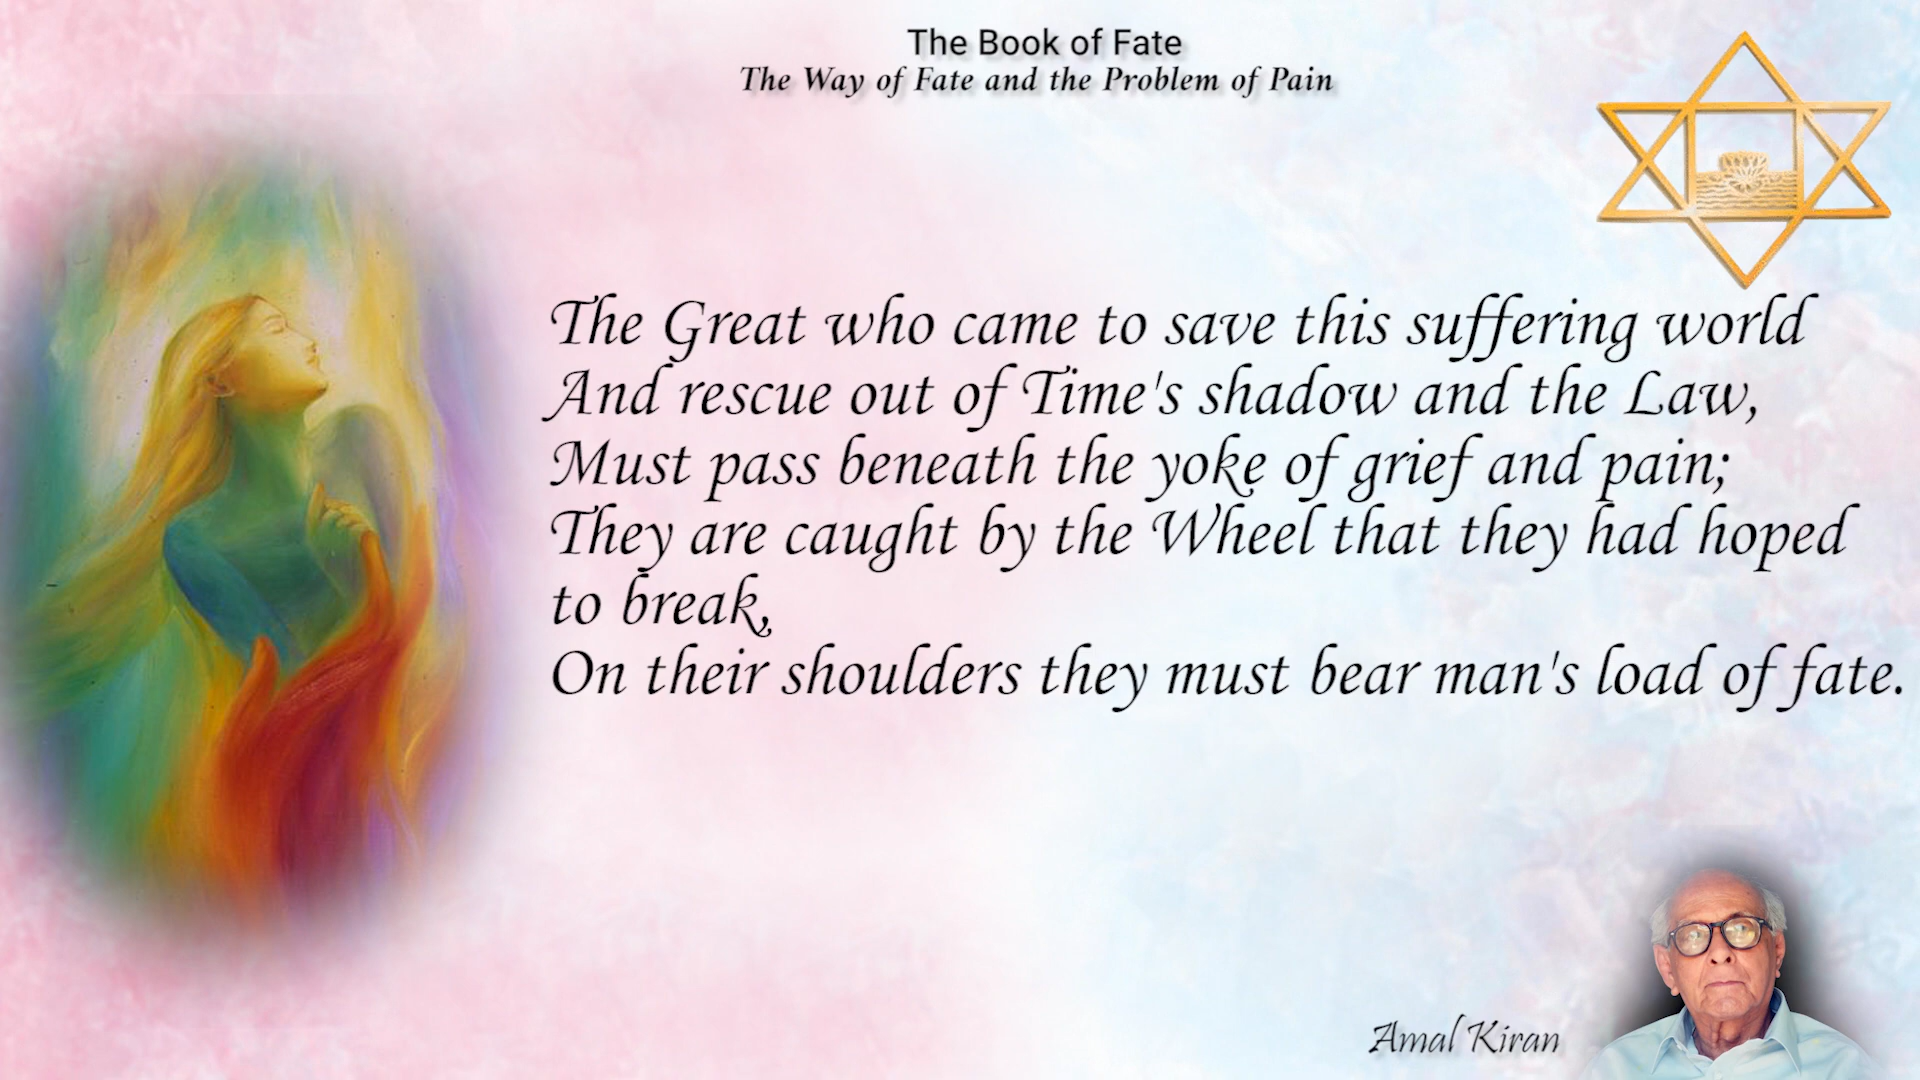 The Book of Fate
The Way of Fate and the Problem of Pain
The Great who came to save this suffering world
And rescue out of Time's shadow and the Law,
Must pass beneath the yoke of grief and pain;
They are caught by the Wheel that they had hoped
to break,
On their shoulders they must bear man's load of fate.
Amal Kiran